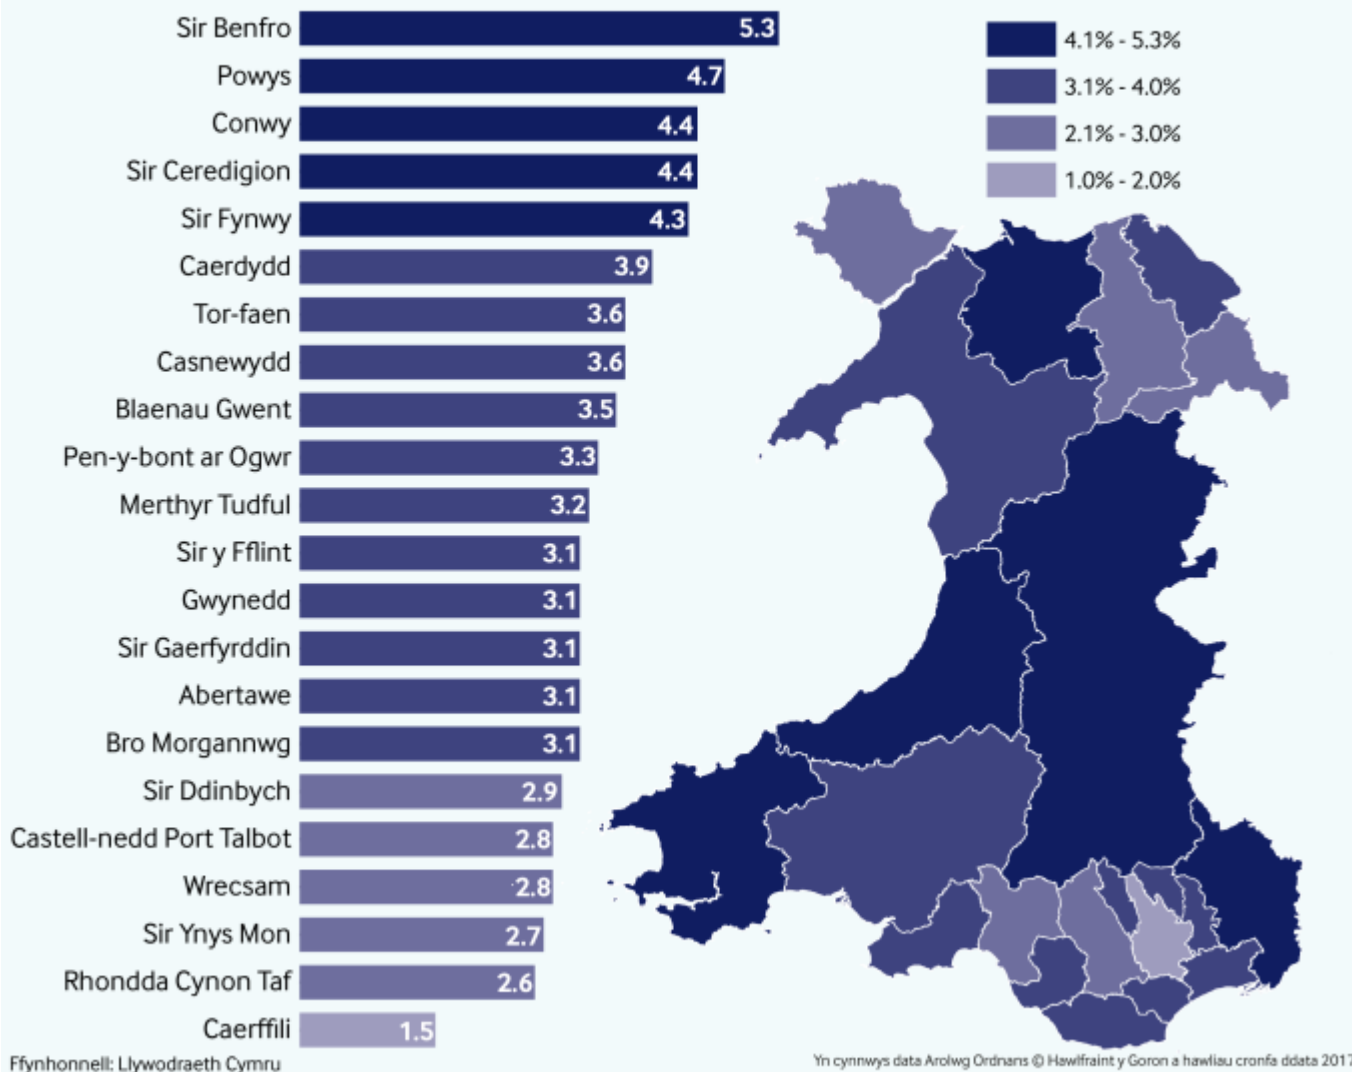 Sir Benfro 5.3
Powys 4.7
Conwy 4.4
Sir Ceredigion 4.4
Sir Fynwy 4.3
Caerdydd 3.9
Tor-faen 3.6
Casnewydd 3.6
Blaenau Gwent 3.5
Pen-y-bont ar Ogwr 3.3
Merthyr Tudful 3.2
Sir y Fflint 3.1
Gwynedd 3.1
Sir Gaerfyrddin 3.1
Abertawe 3.1
Bro Morgannwg 3.1
Sir Ddinbych 2.9
Castell-nedd Port Talbot 2.8
Wrecsam 2.8
Sir Ynys Mon 2.7
Rhondda Cynon Taf 2.6
Caerffili 1.5
4.1% - 5.3%
3.1% - 4.0%
2.1% - 3.0%
1.0% - 2.0%
Ffynhonnell: Llywodraeth Cymru
Yn cynnwys data Arolwg Ordnans © Hawlfraint y Goron a hawliau cronfa ddata 2017